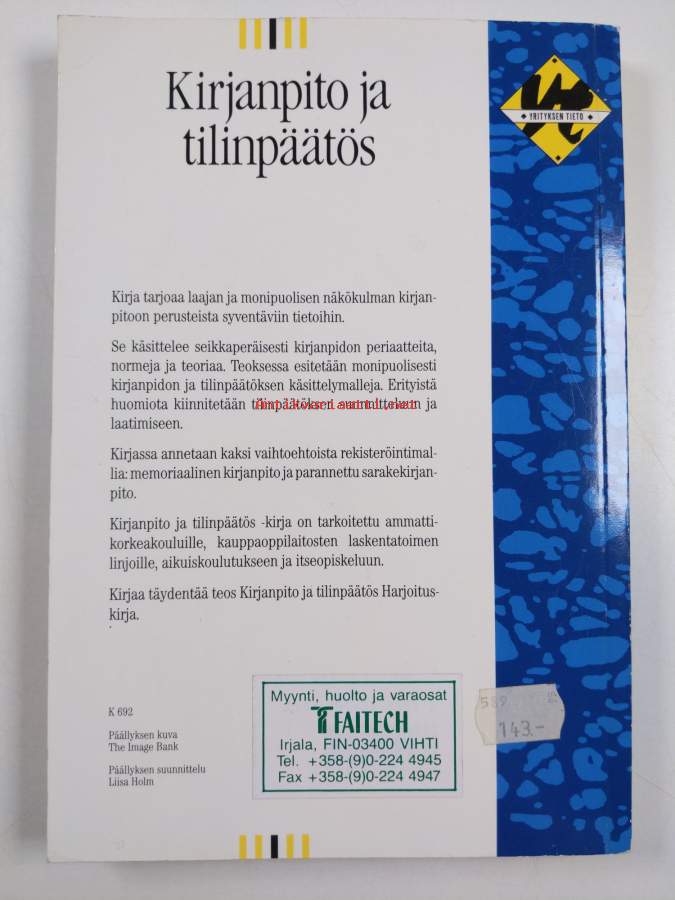 Kirjanpito ja
tilinpäätös
YRITYKSEN TIETO
Kirja tarjoaa laajan ja monipuolisen näkökulman kirjan-
pitoon perusteista syventäviin tietoihin.
Se käsittelee seikkaperäisesti kirjanpidon periaatteita,
normeja ja teoriaa. Teoksessa esitetään monipuolisesti
kirjanpidon ja tilinpäätöksen käsittelymalleja. Erityistä
huomiota kiinnitetään tilinpäätöksen suunnitteluun ja
laatimiseen.
Kirjassa annetaan kaksi vaihtoehtoista rekisteröintimal-
lia: memoriaalinen kirjanpito ja parannettu sarakekirjan-
pito.
Kirjanpito ja tilinpäätös -kirja on tarkoitettu ammatti-
korkeakouluille, kauppaoppilaitosten laskentatoimen
linjoille, aikuiskoulutukseen ja itseopiskeluun.
Kirjaa täydentää teos Kirjanpito ja tilinpäätös Harjoitus-
kirja.
K 692
Päällyksen kuva
The Image Bank
Päällyksen suunnittelu
Liisa Holm
Myynti, huolto ja varaosat
FAITECH
Irjala, FIN-03400 VIHTI
Tel. +358-(9)0-224 4945
Fax +358-(9)0-224 4947
589
143.-